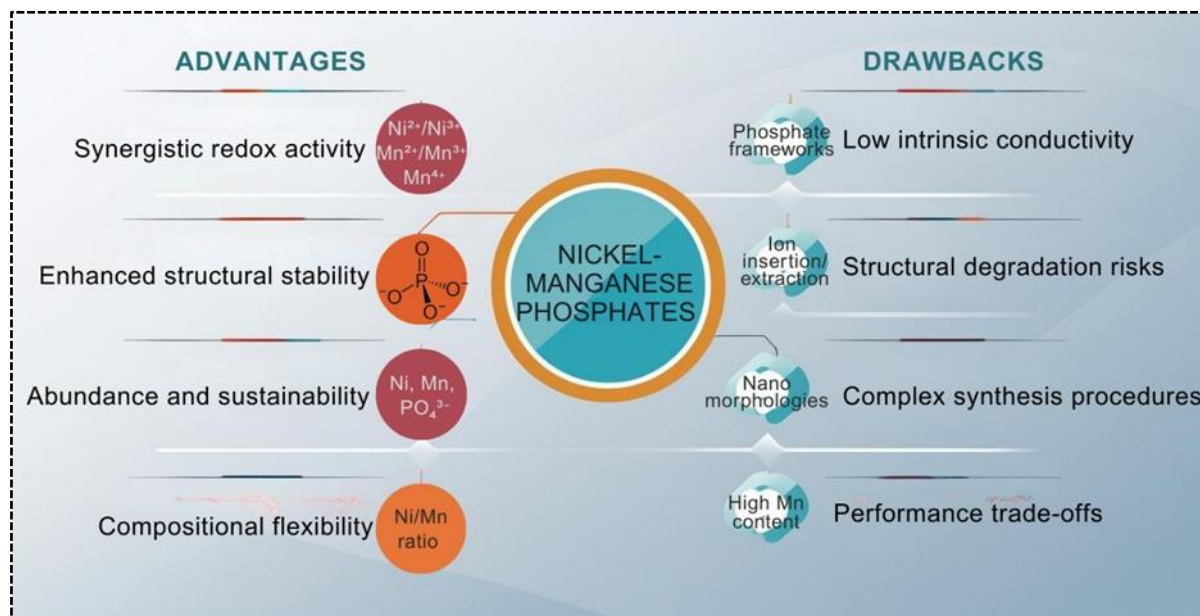 ADVANTAGES
Synergistic redox activity
Ni²⁺/Ni³⁺
Mn²⁺/Mn³⁺
Mn⁴⁺
Enhanced structural stability
O
P
⁻O
O⁻
O⁻
Abundance and sustainability
Ni, Mn,
PO₄³⁻
Compositional flexibility
Ni/Mn
ratio
NICKEL-
MANGANESE
PHOSPHATES
DRAWBACKS
Phosphate
frameworks
Low intrinsic conductivity
Ion
insertion/
extraction
Structural degradation risks
Nano
morphologies
Complex synthesis procedures
High Mn
content
Performance trade-offs